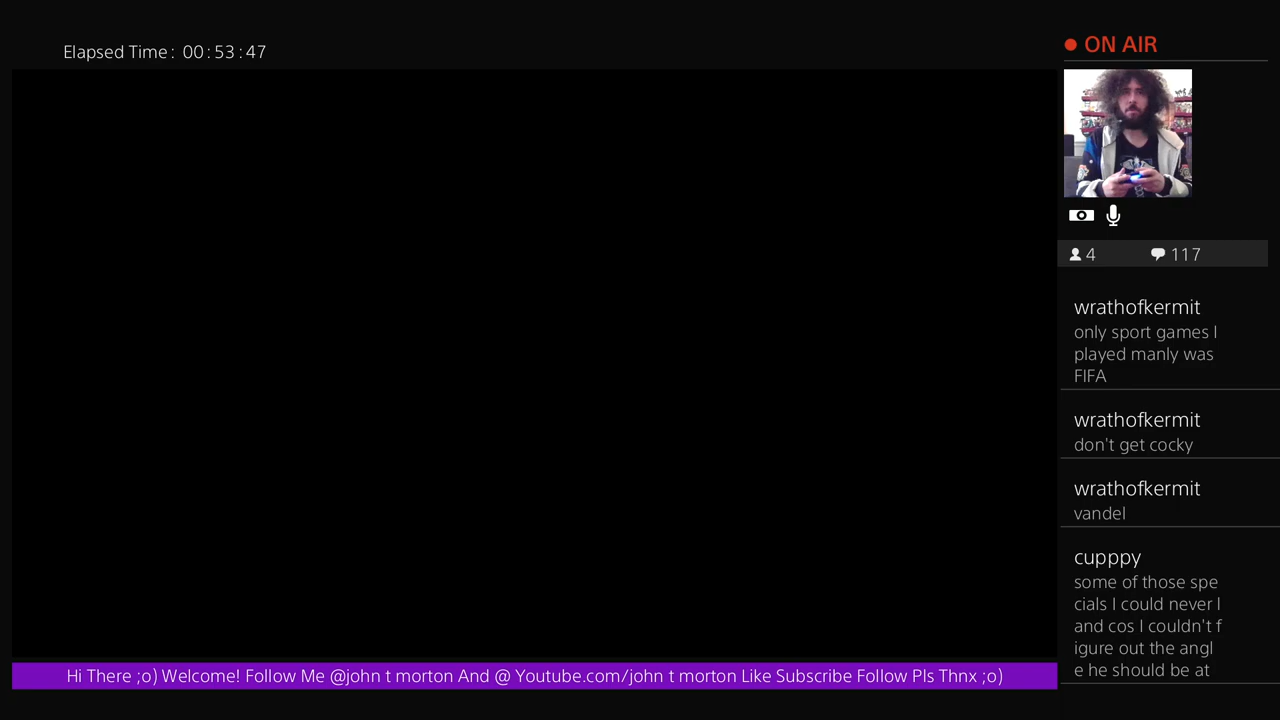 Elapsed Time: 00:53:47
ON AIR
4
117
wrathofkermit
only sport games I
played manly was
FIFA
wrathofkermit
don't get cocky
wrathofkermit
vandel
cupppy
some of those spe
cials I could never l
and cos I couldn't f
igure out the angl
e he should be at
Hi There ;o) Welcome! Follow Me @john t morton And @ Youtube.com/john t morton Like Subscribe Follow Pls Thnx ;o)